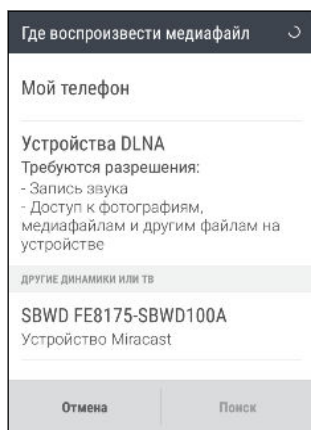 Где воспроизвести медиафайл
Мой телефон
Устройства DLNA
Требуются разрешения:
- Запись звука
- Доступ к фотографиям,
медиафайлам и другим файлам на
устройстве
ДРУГИЕ ДИНАМИКИ ИЛИ ТВ
SBWD FE8175-SBWD100A
Устройство Miracast
Отмена
Поиск